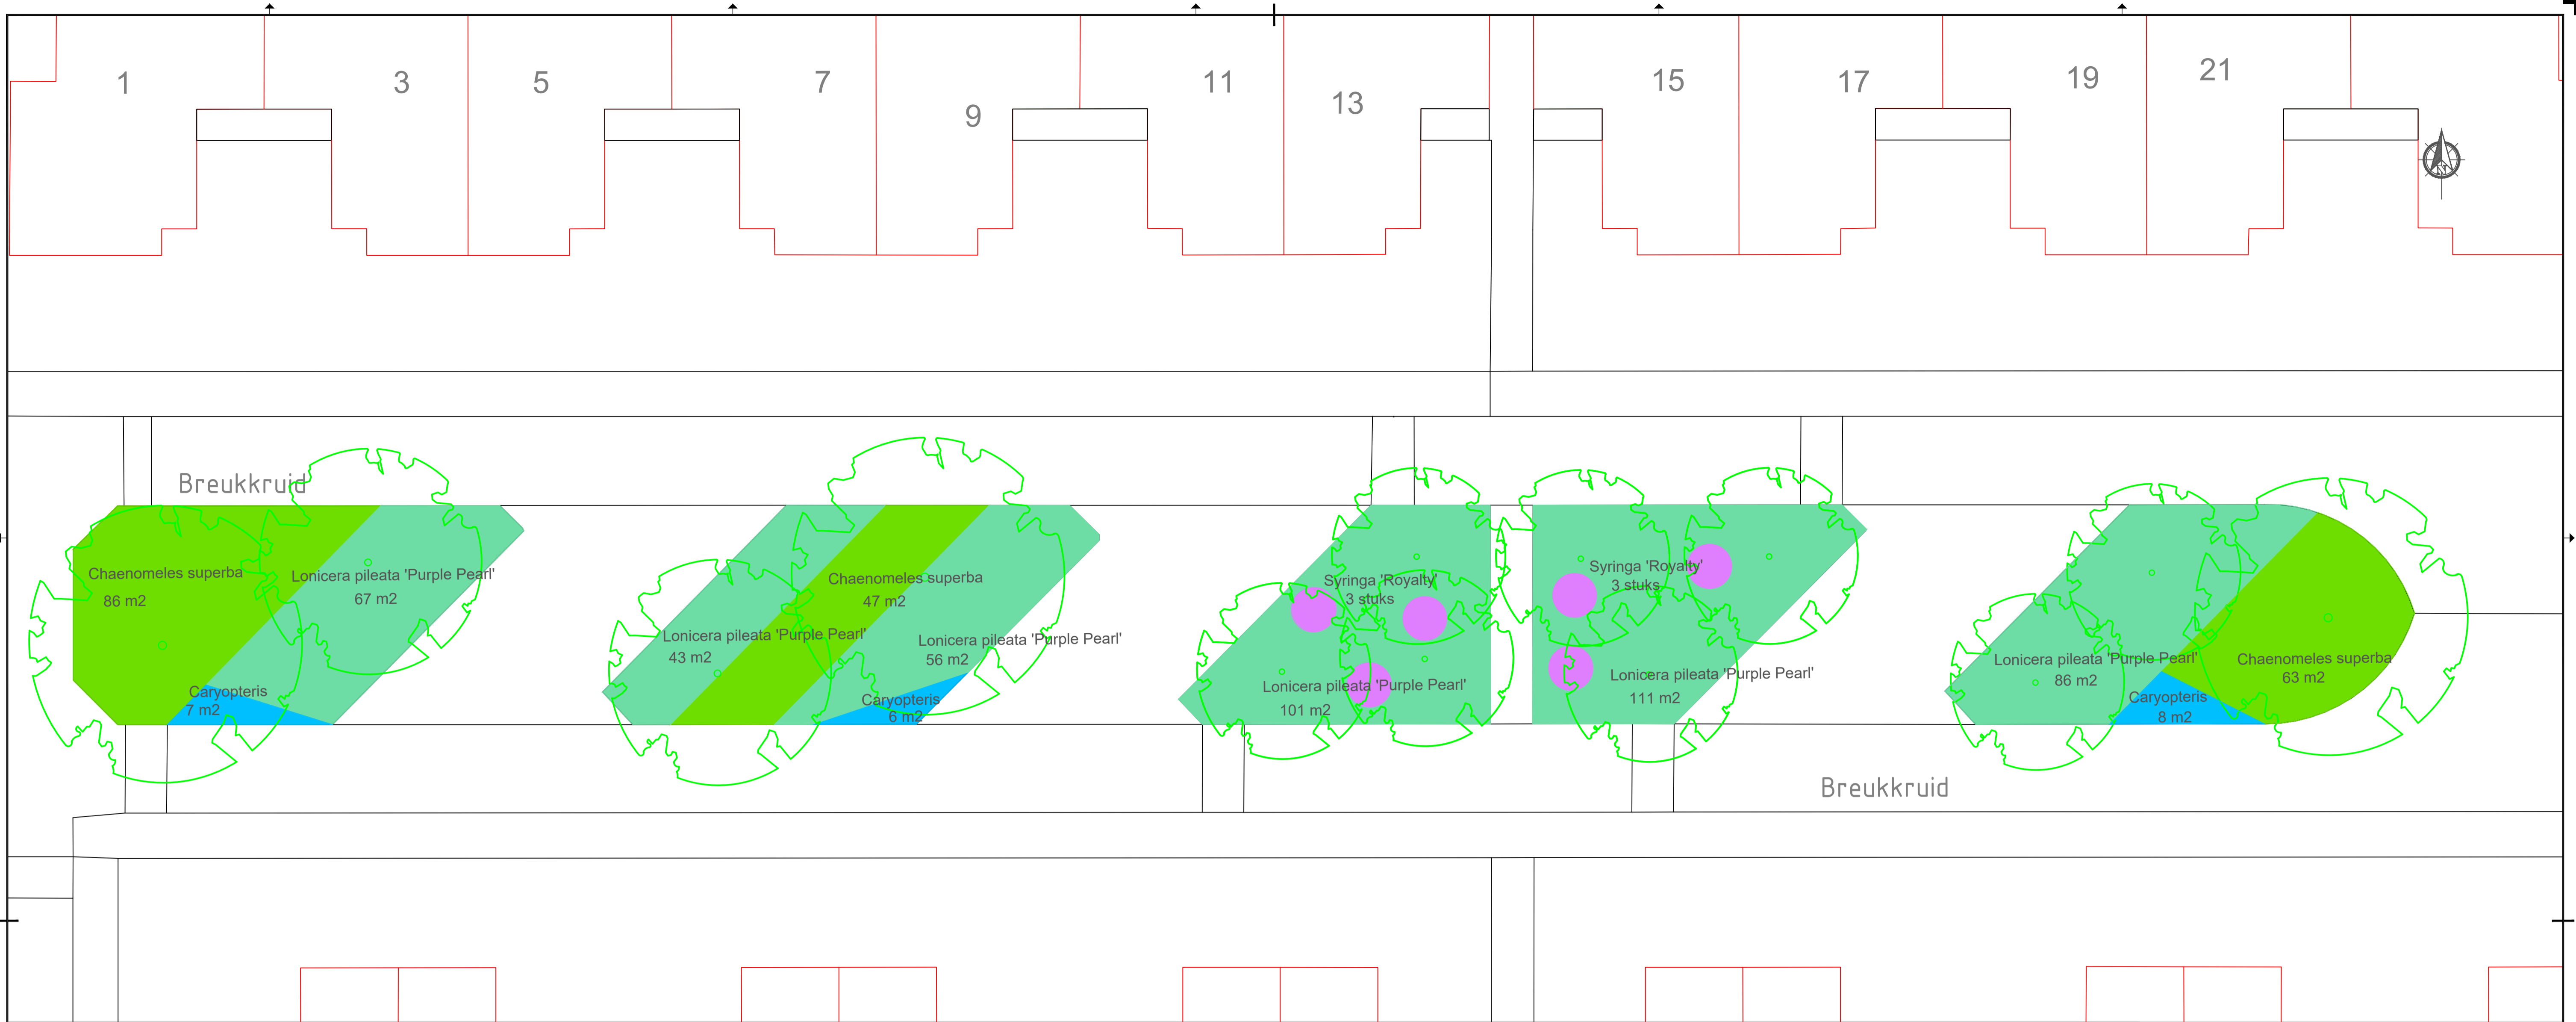 1
3
5
7
9
11
13
15
17
19
21
N
Breukkruid
Chaenomeles superba
86 m2
Lonicera pileata 'Purple Pearl'
67 m2
Caryopteris
7 m2
Lonicera pileata 'Purple Pearl'
43 m2
Chaenomeles superba
47 m2
Lonicera pileata 'Purple Pearl'
56 m2
Caryopteris
6 m2
Syringa 'Royalty'
3 stuks
Lonicera pileata 'Purple Pearl'
101 m2
Syringa 'Royalty'
3 stuks
Lonicera pileata 'Purple Pearl'
111 m2
Lonicera pileata 'Purple Pearl'
86 m2
Caryopteris
8 m2
Chaenomeles superba
63 m2
Breukkruid